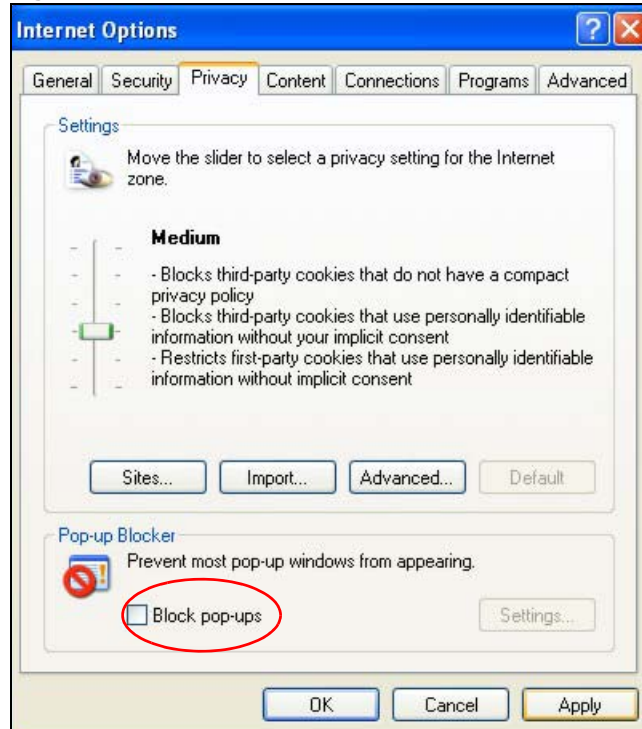 Internet Options
General Security Privacy Content Connections Programs Advanced
Settings
Move the slider to select a privacy setting for the Internet
zone.
Medium
- Blocks third-party cookies that do not have a compact
privacy policy
- Blocks third-party cookies that use personally identifiable
information without your implicit consent
- Restricts first-party cookies that use personally identifiable
information without implicit consent
Sites... Import... Advanced... Default
Pop-up Blocker
Prevent most pop-up windows from appearing.
Block pop-ups Settings...
OK Cancel Apply